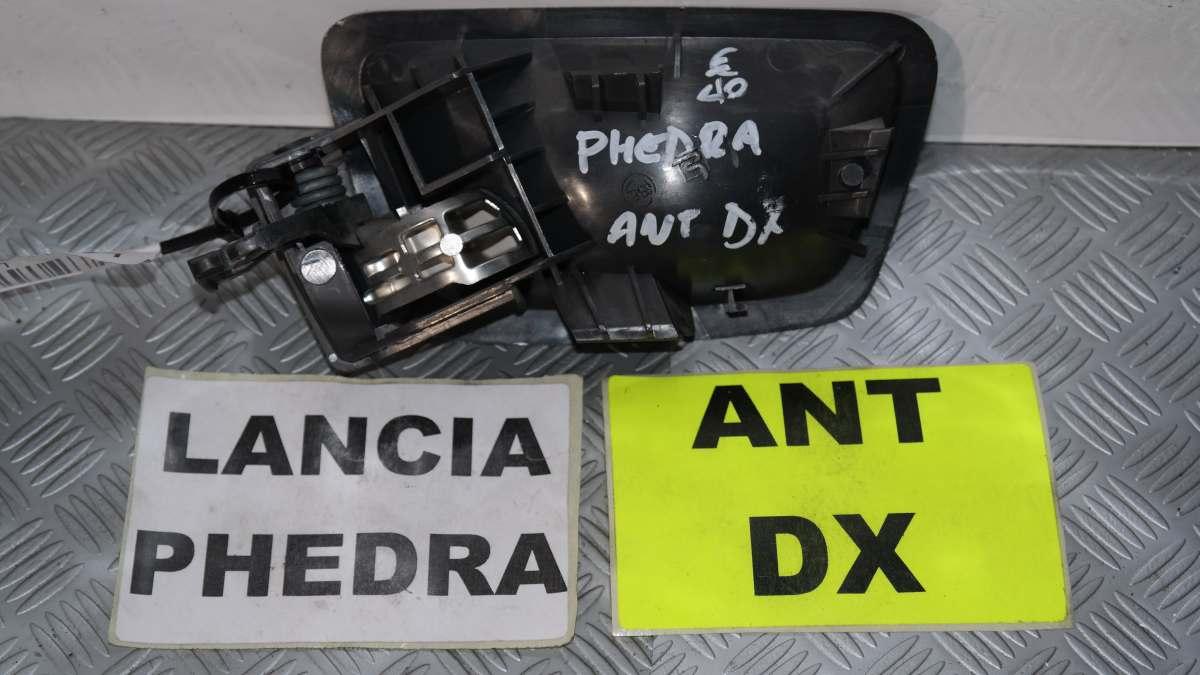 €
40
PHEDRA
ANT DX
LANCIA
PHEDRA
ANT
DX